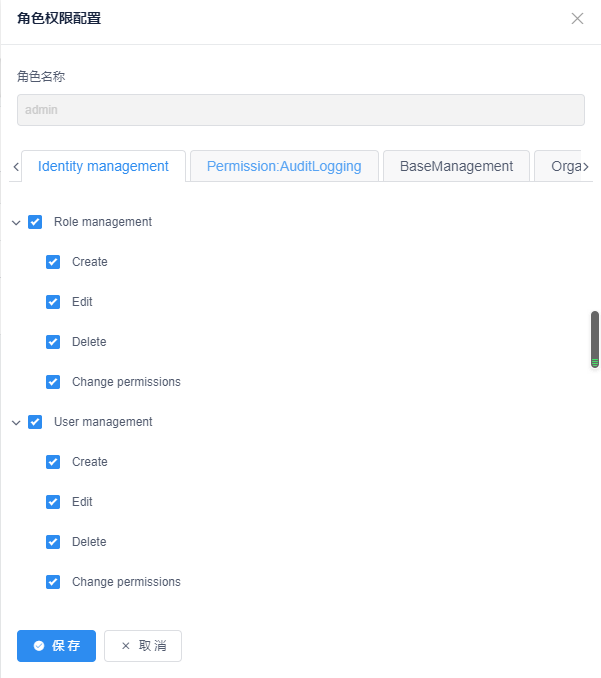 角色权限配置
角色名称
admin
Identity management Permission:AuditLogging BaseManagement Orga
Role management
Create
Edit
Delete
Change permissions
User management
Create
Edit
Delete
Change permissions
保存 取消